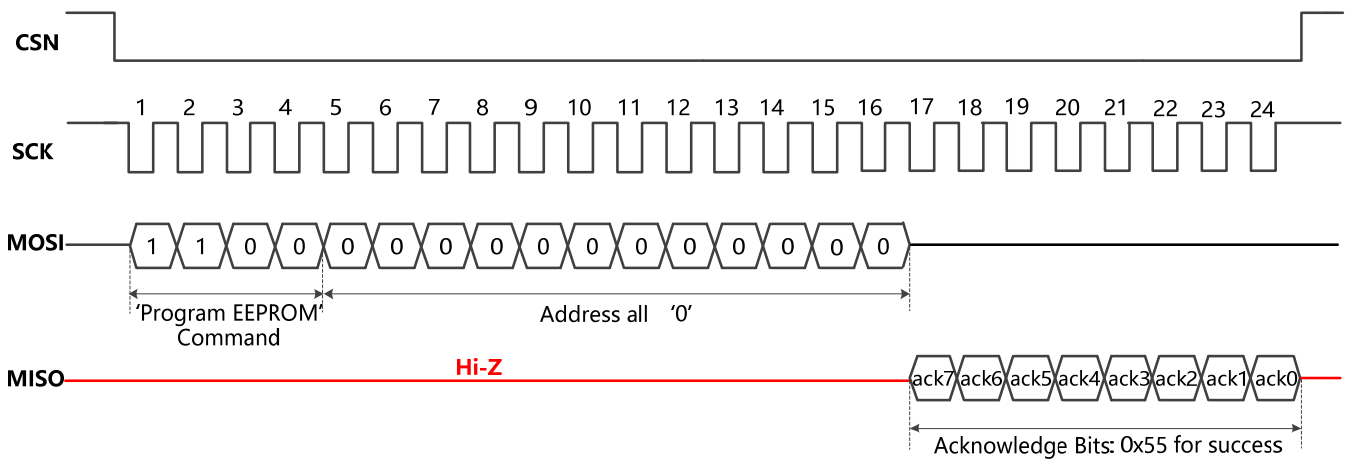 CSN
1 2 3 4 5 6 7 8 9 10 11 12 13 14 15 16 17 18 19 20 21 22 23 24
SCK
MOSI 1 1 0 0 0 0 0 0 0 0 0 0 0 0 0 0
‘Program EEPROM’
Command
Address all ‘0’
Hi-Z
MISO ack7 ack6 ack5 ack4 ack3 ack2 ack1 ack0
Acknowledge Bits: 0x55 for success